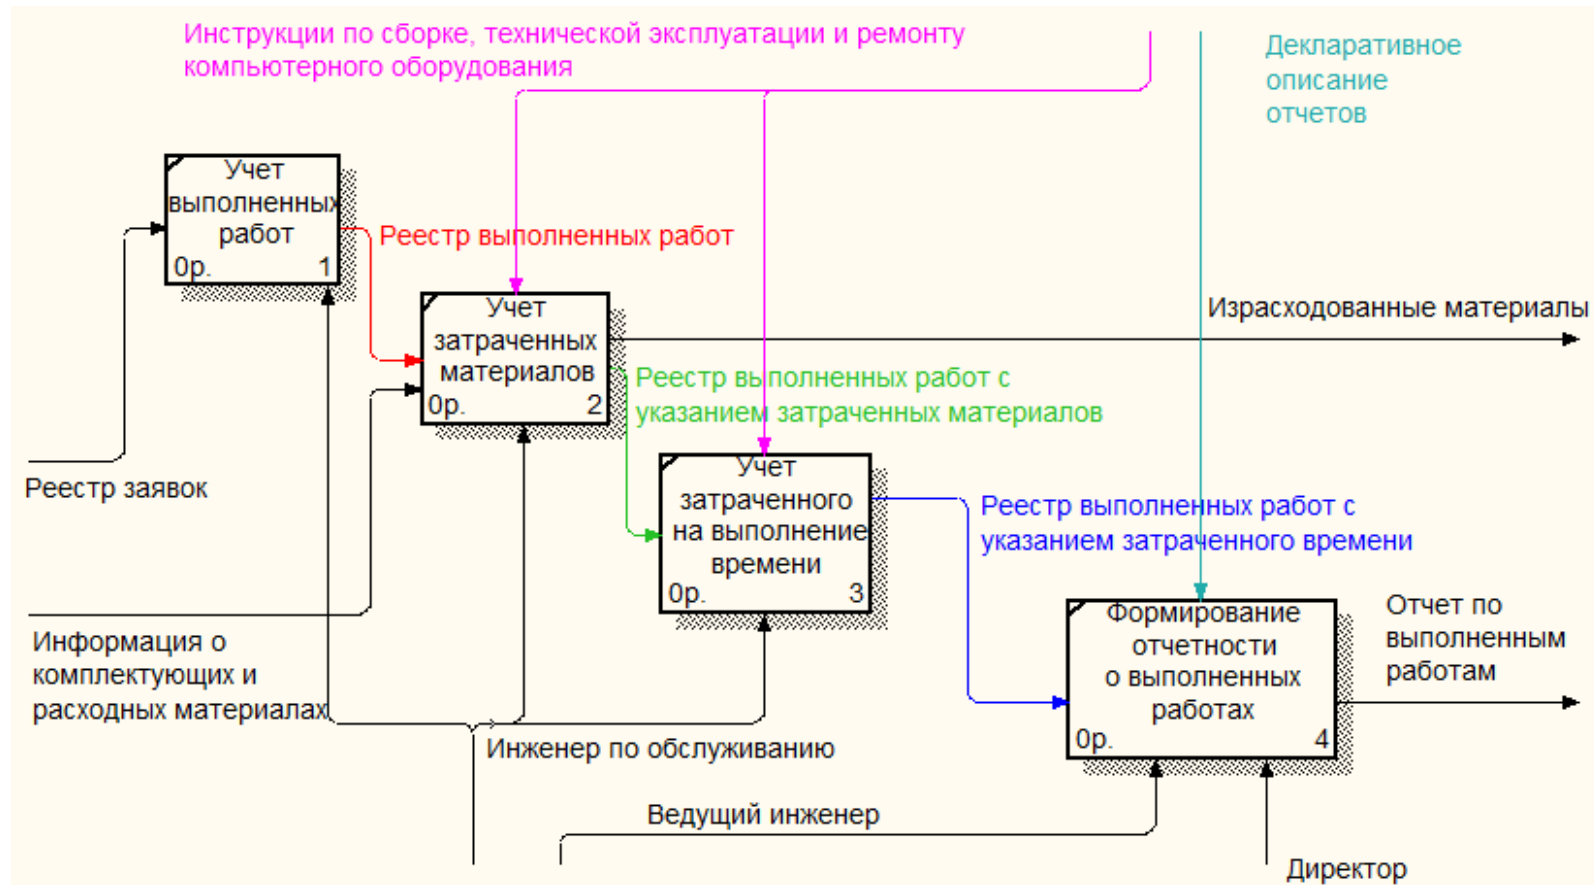 Инструкции по сборке, технической эксплуатации и ремонту
компьютерного оборудования
Декларативное
описание
отчетов
Учет
выполненных
работ
0р. 1
Реестр выполненных работ
Учет
затраченных
материалов
0р. 2
Израсходованные материалы
Реестр выполненных работ с
указанием затраченных материалов
Реестр заявок
Учет
затраченного
на выполнение
времени
0р. 3
Реестр выполненных работ с
указанием затраченного времени
Информация о
комплектующих и
расходных материалах
Формирование
отчетности
о выполненных
работах
0р. 4
Отчет по
выполненным
работам
Инженер по обслуживанию
Ведущий инженер
Директор